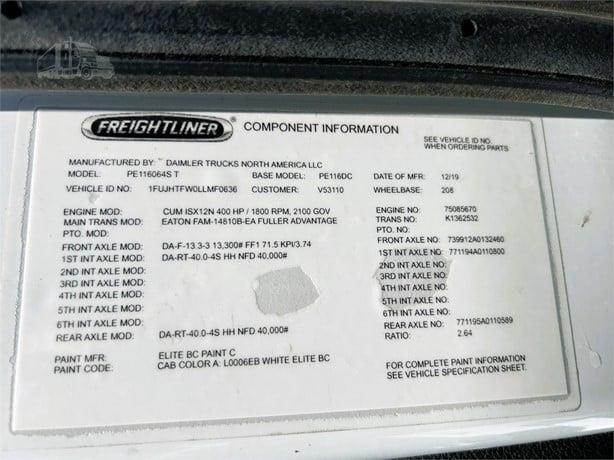 FREIGHTLINER COMPONENT INFORMATION
SEE VEHICLE ID NO.
WHEN ORDERING PARTS
MANUFACTURED BY: DAIMLER TRUCKS NORTH AMERICA LLC
MODEL: PE116064S T BASE MODEL: PE116DC DATE OF MFR: 12/19
VEHICLE ID NO: 1FUJHTFW0LLMF0636 CUSTOMER: V53110 WHEELBASE: 208
ENGINE MOD: CUM ISX12N 400 HP / 1800 RPM, 2100 GOV 75085670
MAIN TRANS MOD: EATON FAM-14810B-EA FULLER ADVANTAGE K1362532
PTO. MOD: PTO. NO:
FRONT AXLE MOD: DA-F-13.3-3 13,300# FF1 71.5 KPI/3.74 FRONT AXLE NO: 739912A0132460
1ST INT AXLE MOD: DA-RT-40.0-4S HH NFD 40,000# 1ST INT AXLE NO: 771194A0110800
2ND INT AXLE MOD: 2ND INT AXLE NO:
3RD INT AXLE MOD: 3RD INT AXLE NO:
4TH INT AXLE MOD: 4TH INT AXLE NO:
5TH INT AXLE MOD: 5TH INT AXLE NO:
6TH INT AXLE MOD: 6TH INT AXLE NO:
REAR AXLE MOD: DA-RT-40.0-4S HH NFD 40,000# REAR AXLE NO: 771195A0110589
RATIO: 2.64
PAINT MFR: ELITE BC PAINT C
PAINT CODE: CAB COLOR A: L0006EB WHITE ELITE BC
FOR COMPLETE PAINT INFORMATION
SEE VEHICLE SPECIFICATION SHEET.